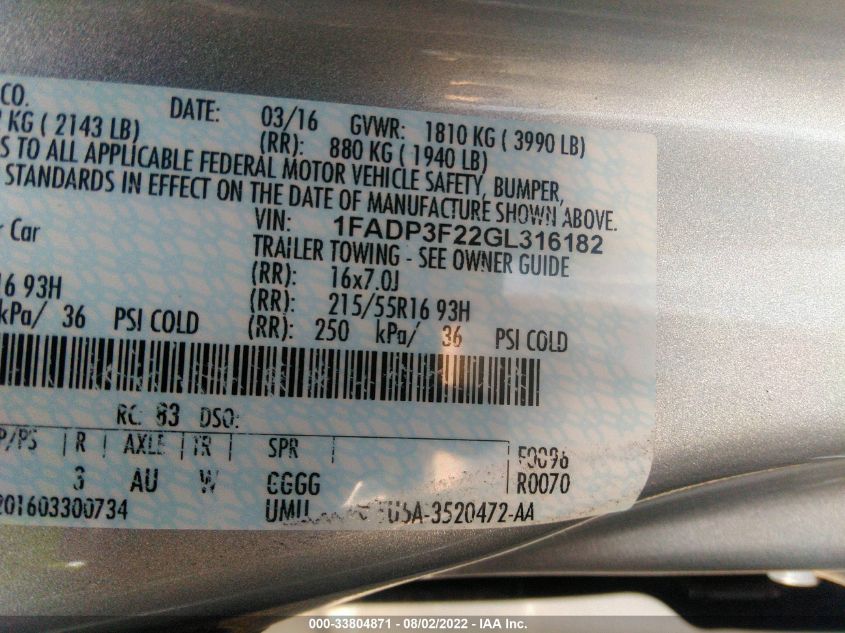 CO. DATE: 03/16 GVWR: 1810 KG ( 3990 LB)
KG ( 2143 LB) (RR): 880 KG ( 1940 LB)
S TO ALL APPLICABLE FEDERAL MOTOR VEHICLE SAFETY, BUMPER,
STANDARDS IN EFFECT ON THE DATE OF MANUFACTURE SHOWN ABOVE.
VIN: 1FADP3F22GL316182
Car TRAILER TOWING - SEE OWNER GUIDE
(RR): 16x7.0J
16 93H (RR): 215/55R16 93H
kPa/ 36 PSI COLD (RR): 250 kPa/ 36 PSI COLD
RC: 83 DSO:
P/PS R AXLE TR SPR F0096
3 AU W GGGG R0070
201603300734 5A-3520472-AA
000-33804871 - 08/02/2022 - IAA Inc.